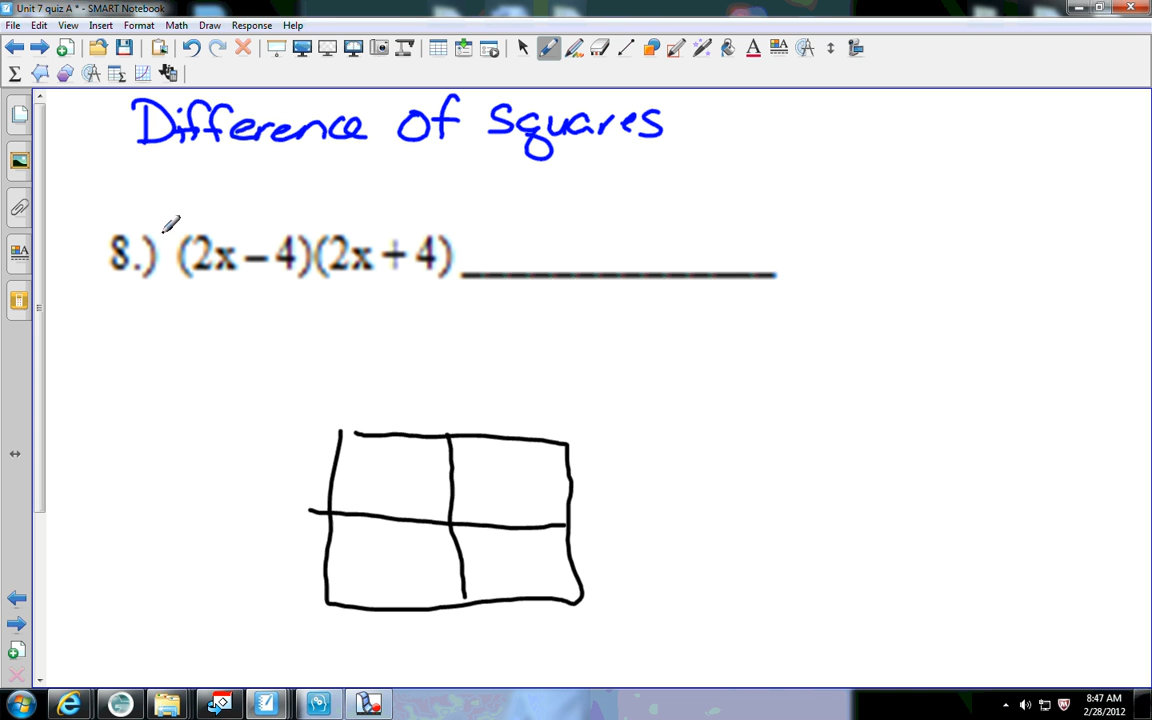 Unit 7 quiz A * - SMART Notebook
File Edit View Insert Format Math Draw Response Help
Difference of Squares
8.) (2x – 4)(2x + 4)_______________
8:47 AM
2/28/2012